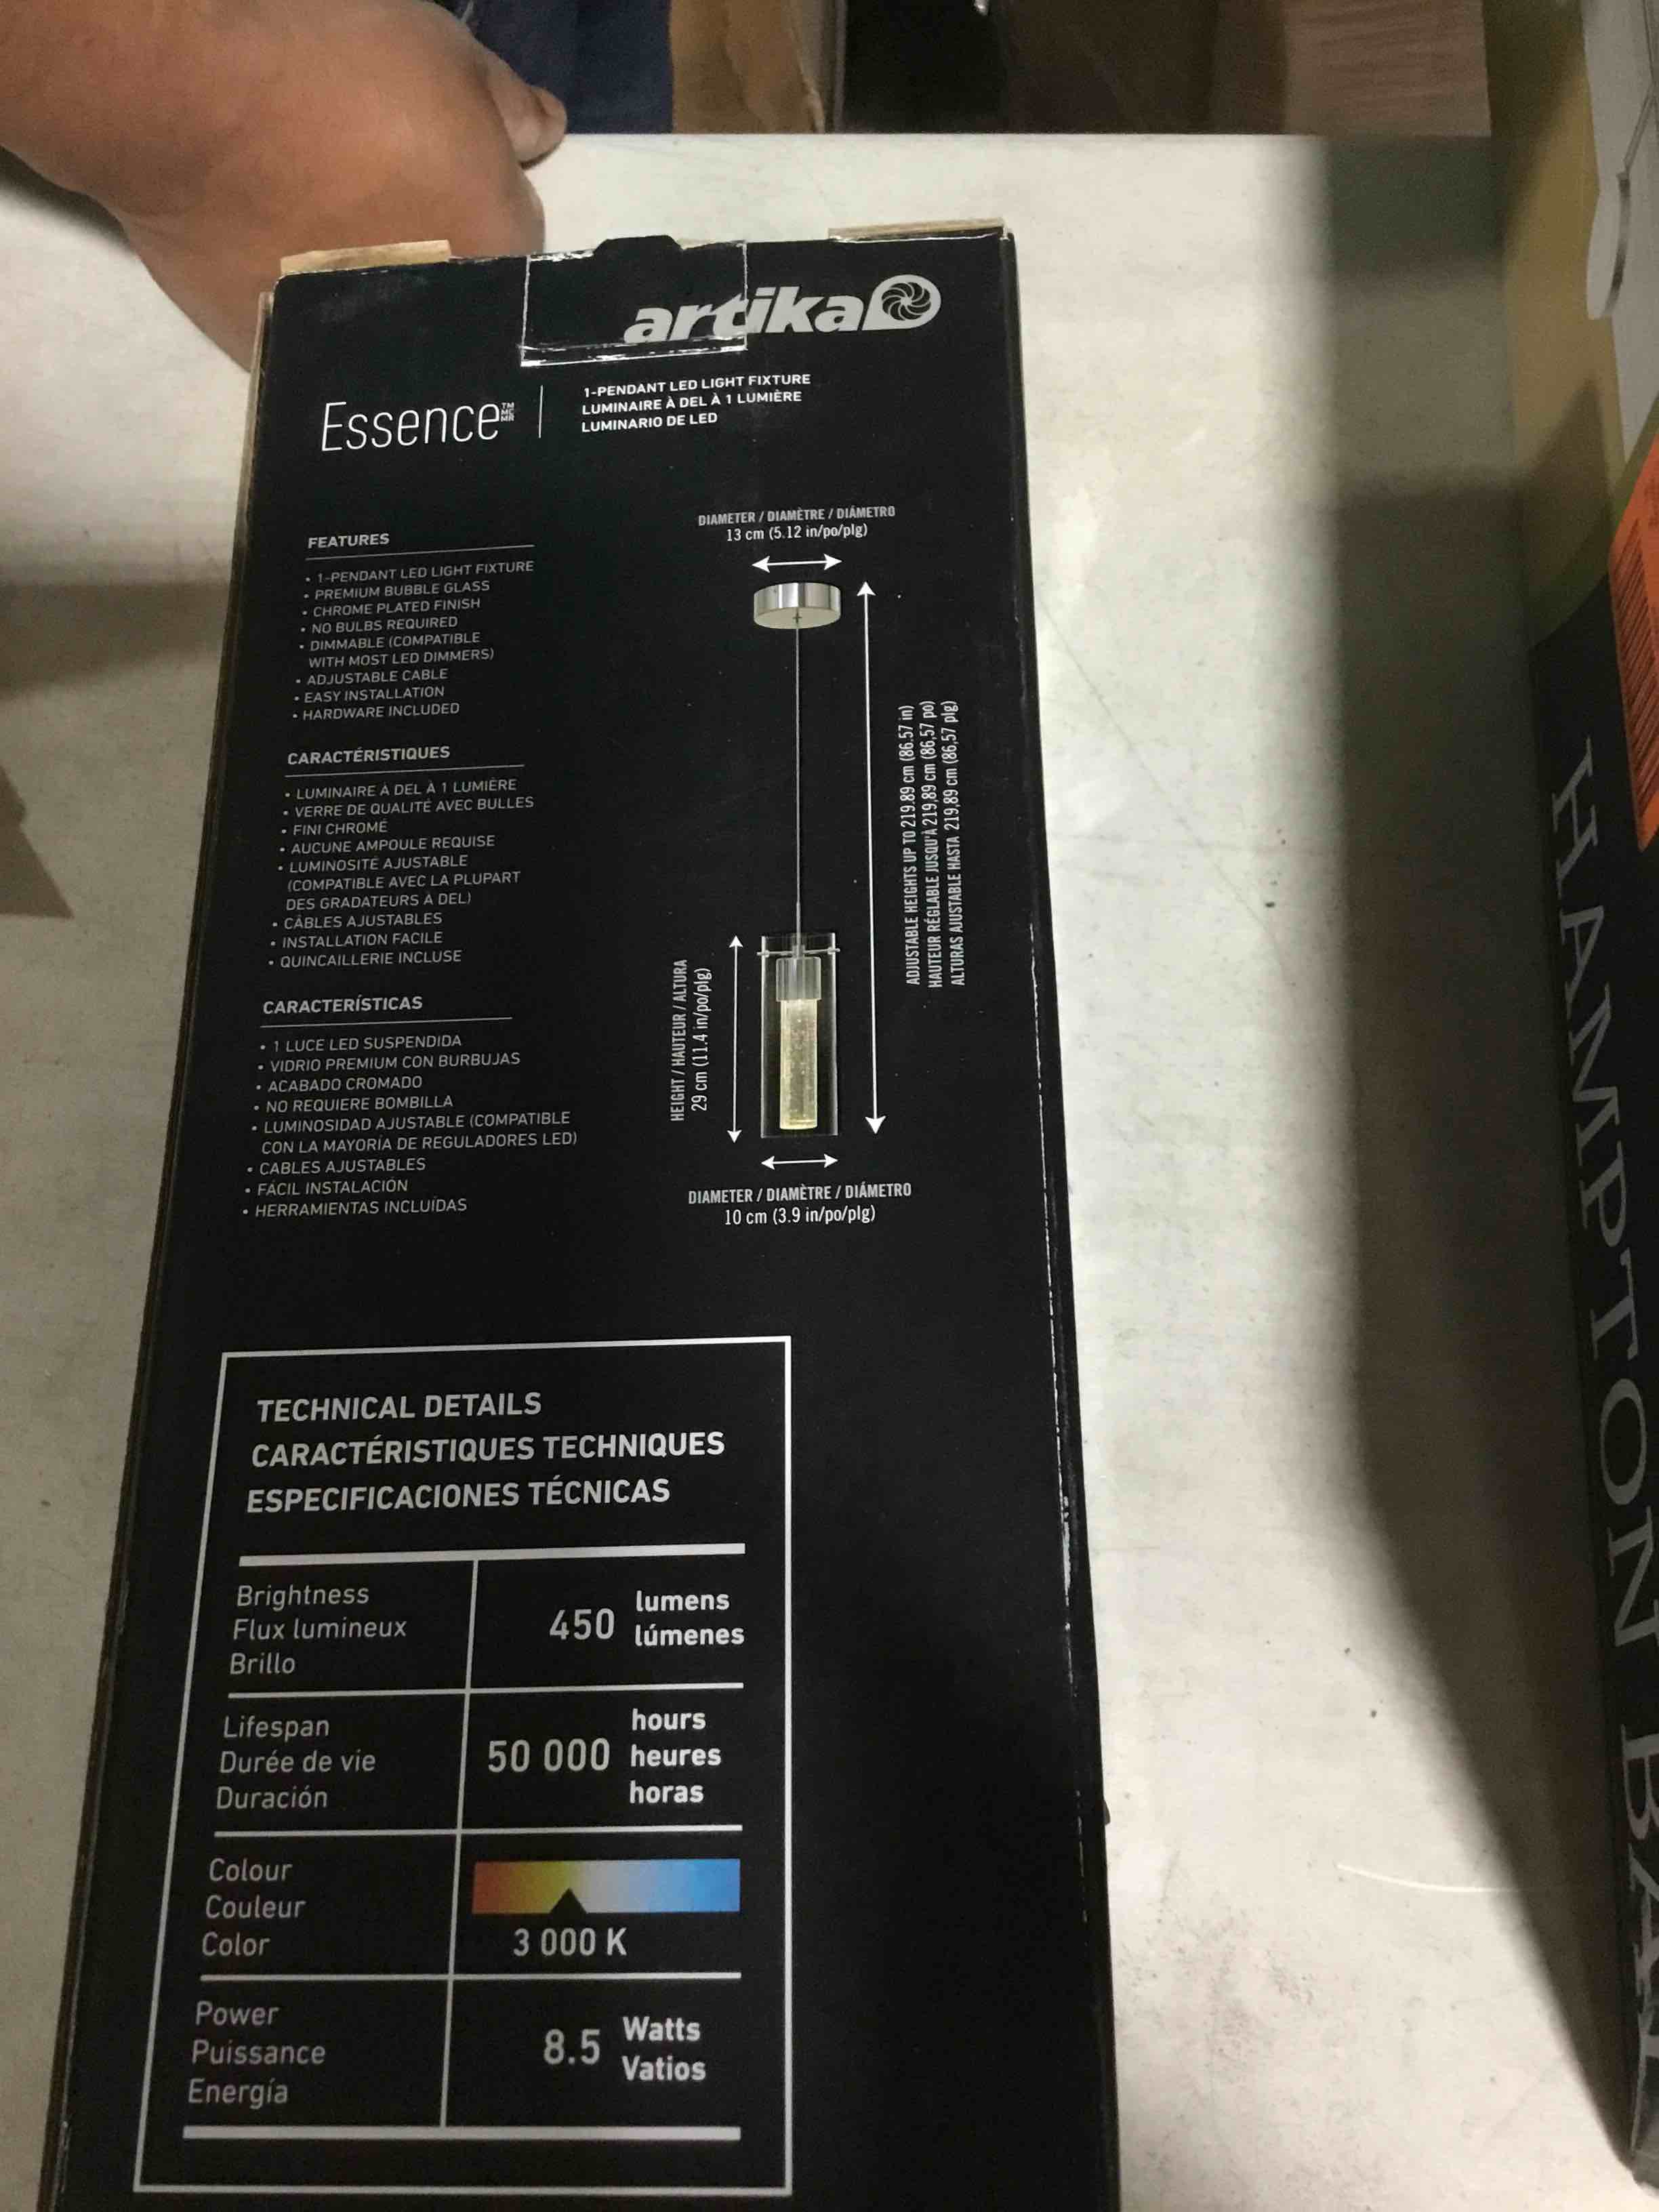 artika
Essence TM MC MR
1-PENDANT LED LIGHT FIXTURE
LUMINAIRE À DEL À 1 LUMIÈRE
LUMINARIO DE LED
FEATURES
• 1-PENDANT LED LIGHT FIXTURE
• PREMIUM BUBBLE GLASS
• CHROME PLATED FINISH
• NO BULBS REQUIRED
• DIMMABLE (COMPATIBLE
WITH MOST LED DIMMERS)
• ADJUSTABLE CABLE
• EASY INSTALLATION
• HARDWARE INCLUDED
CARACTÉRISTIQUES
• LUMINAIRE À DEL À 1 LUMIÈRE
• VERRE DE QUALITÉ AVEC BULLES
• FINI CHROMÉ
• AUCUNE AMPOULE REQUISE
• LUMINOSITÉ AJUSTABLE
(COMPATIBLE AVEC LA PLUPART
DES GRADATEURS À DEL)
• CÂBLES AJUSTABLES
• INSTALLATION FACILE
• QUINCAILLERIE INCLUSE
CARACTERÍSTICAS
• 1 LUCE LED SUSPENDIDA
• VIDRIO PREMIUM CON BURBUJAS
• ACABADO CROMADO
• NO REQUIERE BOMBILLA
• LUMINOSIDAD AJUSTABLE (COMPATIBLE
CON LA MAYORÍA DE REGULADORES LED)
• CABLES AJUSTABLES
• FÁCIL INSTALACIÓN
• HERRAMIENTAS INCLUÍDAS
DIAMETER / DIAMÈTRE / DIÁMETRO
13 cm (5.12 in/po/plg)
ADJUSTABLE HEIGHTS UP TO 219.89 cm (86.57 in)
HAUTEUR RÉGLABLE JUSQU'À 219,89 cm (86,57 po)
ALTURAS AJUSTABLE HASTA 219,89 cm (86,57 plg)
HEIGHT / HAUTEUR / ALTURA
29 cm (11.4 in/po/plg)
DIAMETER / DIAMÈTRE / DIÁMETRO
10 cm (3.9 in/po/plg)
TECHNICAL DETAILS
CARACTÉRISTIQUES TECHNIQUES
ESPECIFICACIONES TÉCNICAS
Brightness
Flux lumineux
Brillo
450
lumens
lúmenes
Lifespan
Durée de vie
Duración
50 000
hours
heures
horas
Colour
Couleur
Color
3 000 K
Power
Puissance
Energía
8.5
Watts
Vatios
HAMPTON BA